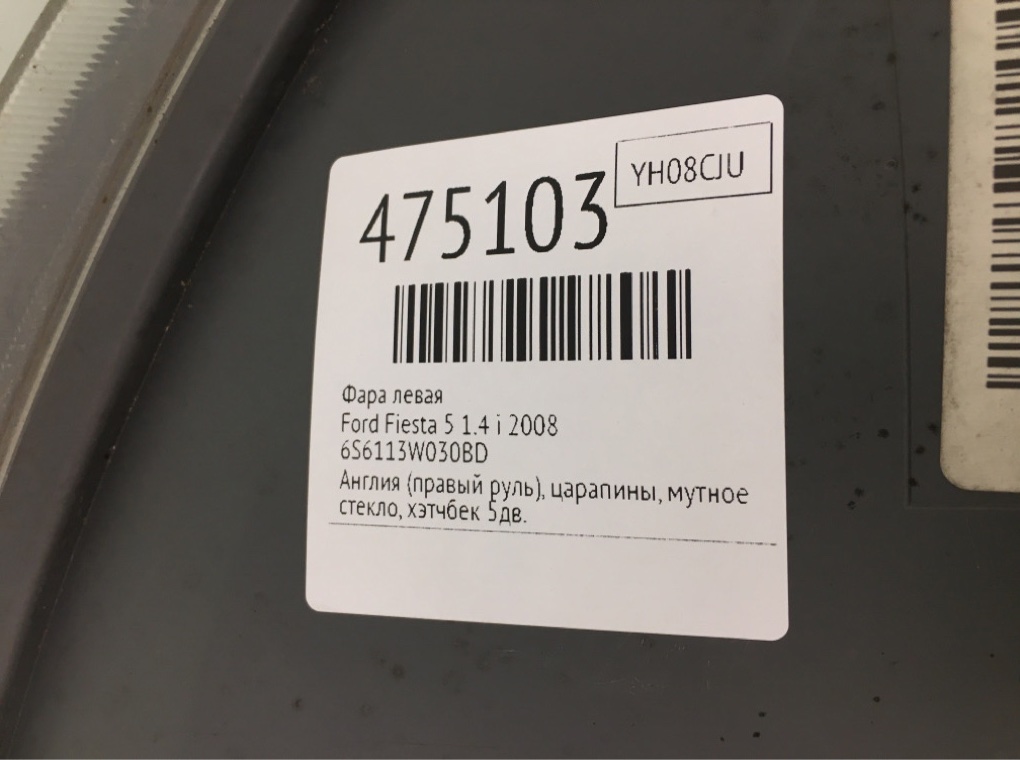 YH08CJU
475103
Фара левая
Ford Fiesta 5 1.4 i 2008
6S6113W030BD
Англия (правый руль), царапины, мутное
стекло, хэтчбек 5дв.